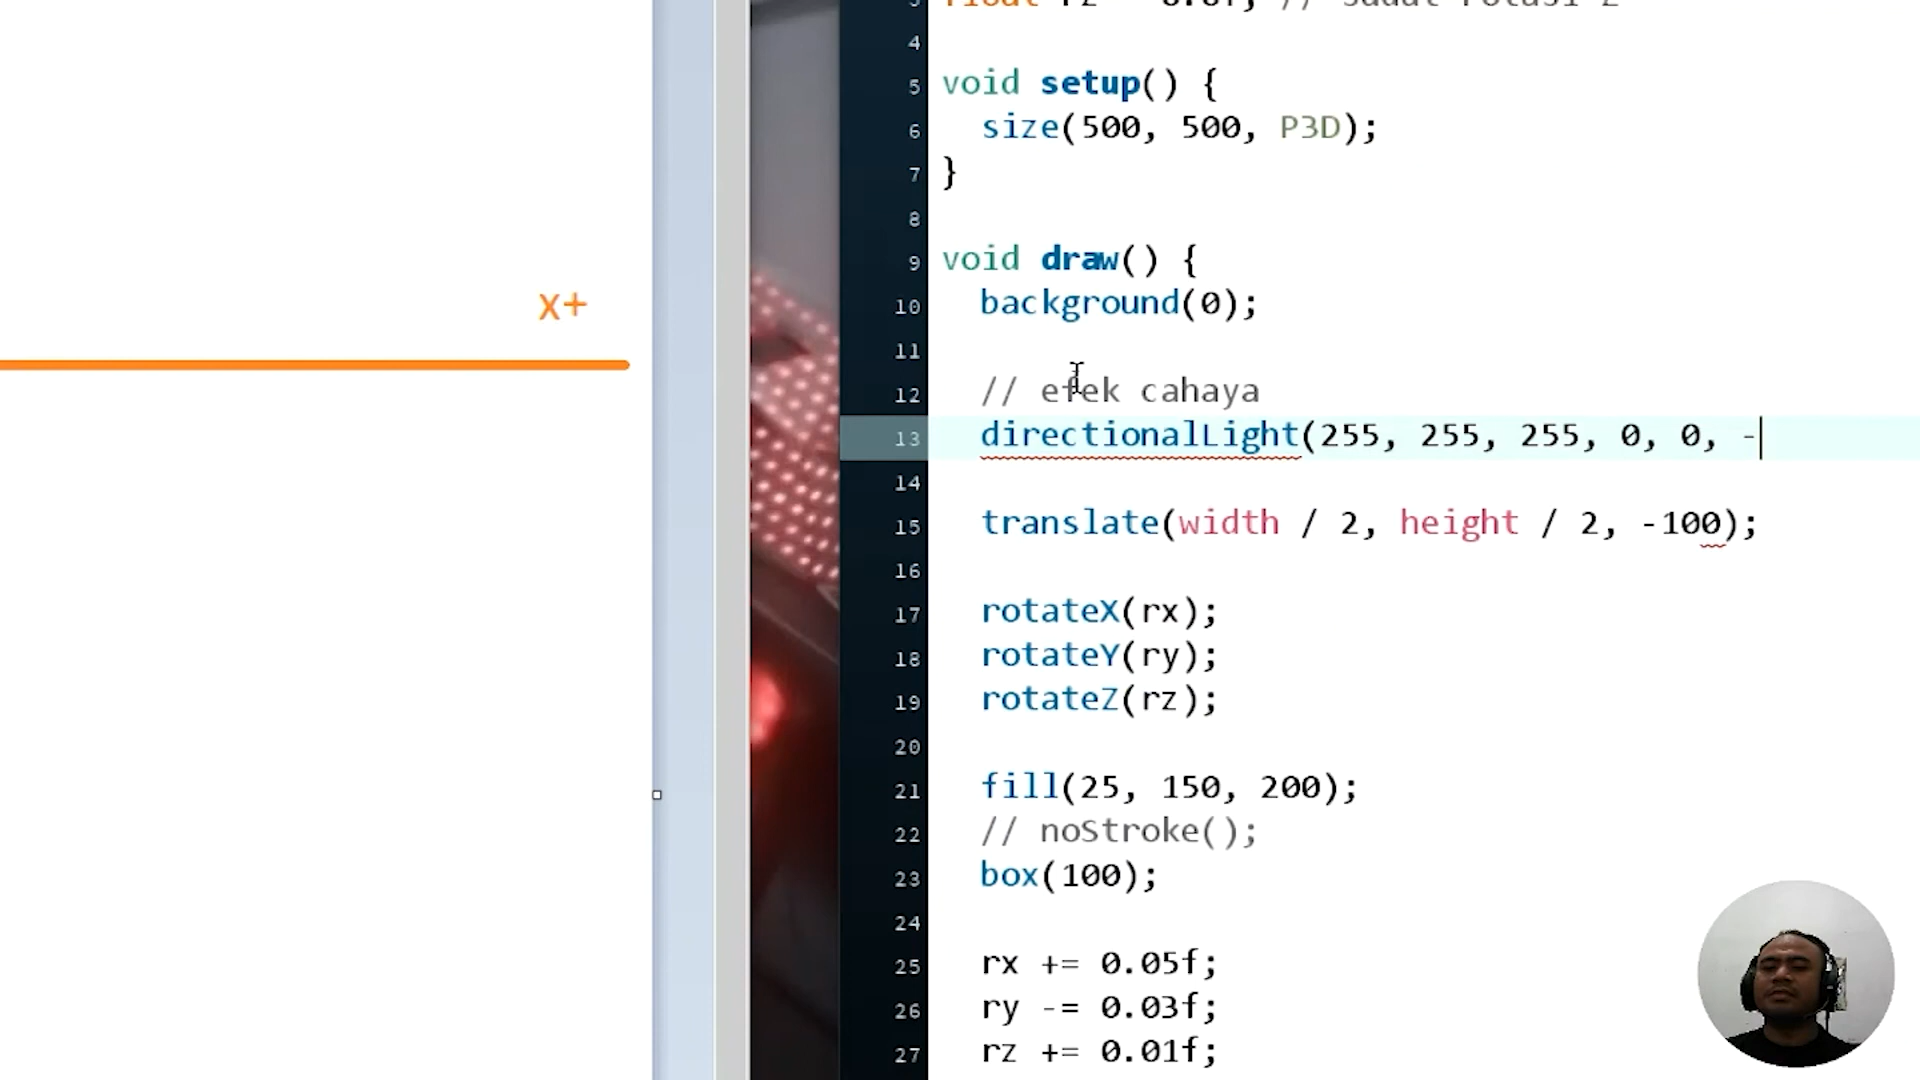 x+
4
5 void setup() {
6 size(500, 500, P3D);
7 }
8
9 void draw() {
10 background(0);
11
12 // efek cahaya
13 directionalLight(255, 255, 255, 0, 0, -
14
15 translate(width / 2, height / 2, -100);
16
17 rotateX(rx);
18 rotateY(ry);
19 rotateZ(rz);
20
21 fill(25, 150, 200);
22 // noStroke();
23 box(100);
24
25 rx += 0.05f;
26 ry -= 0.03f;
27 rz += 0.01f;